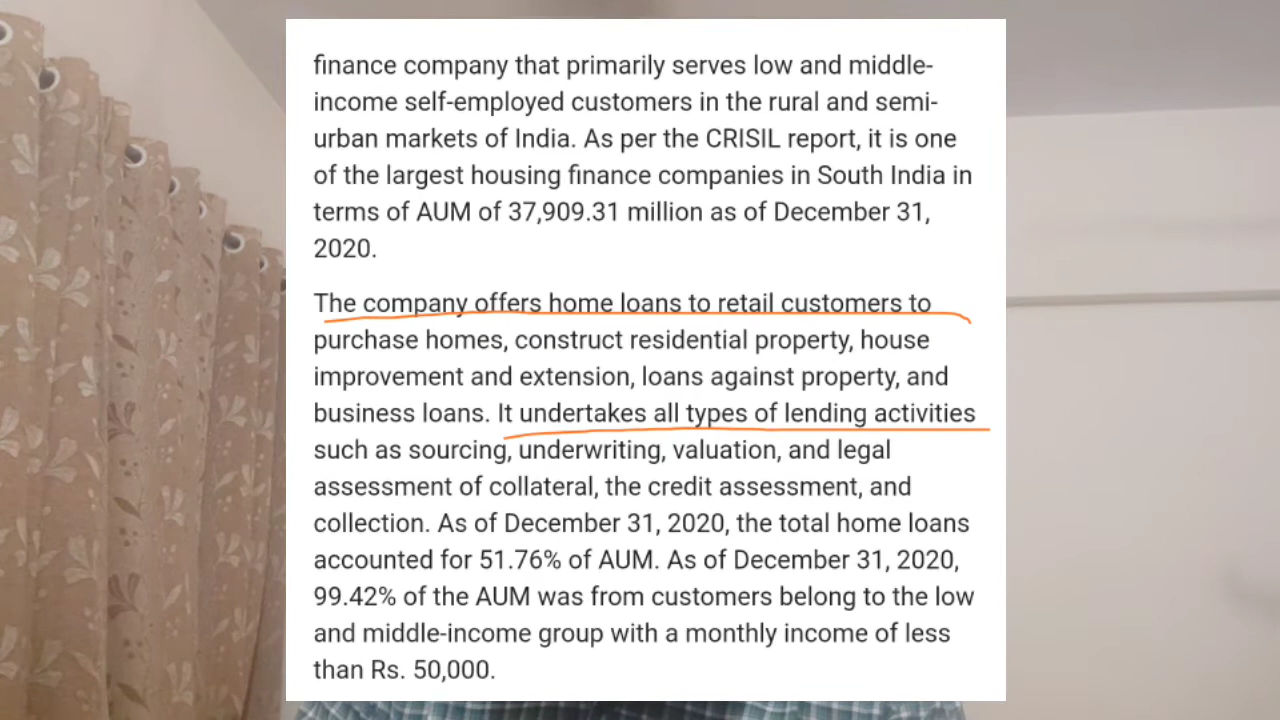 finance company that primarily serves low and middle-
income self-employed customers in the rural and semi-
urban markets of India. As per the CRISIL report, it is one
of the largest housing finance companies in South India in
terms of AUM of 37,909.31 million as of December 31,
2020.
The company offers home loans to retail customers to
purchase homes, construct residential property, house
improvement and extension, loans against property, and
business loans. It undertakes all types of lending activities
such as sourcing, underwriting, valuation, and legal
assessment of collateral, the credit assessment, and
collection. As of December 31, 2020, the total home loans
accounted for 51.76% of AUM. As of December 31, 2020,
99.42% of the AUM was from customers belong to the low
and middle-income group with a monthly income of less
than Rs. 50,000.